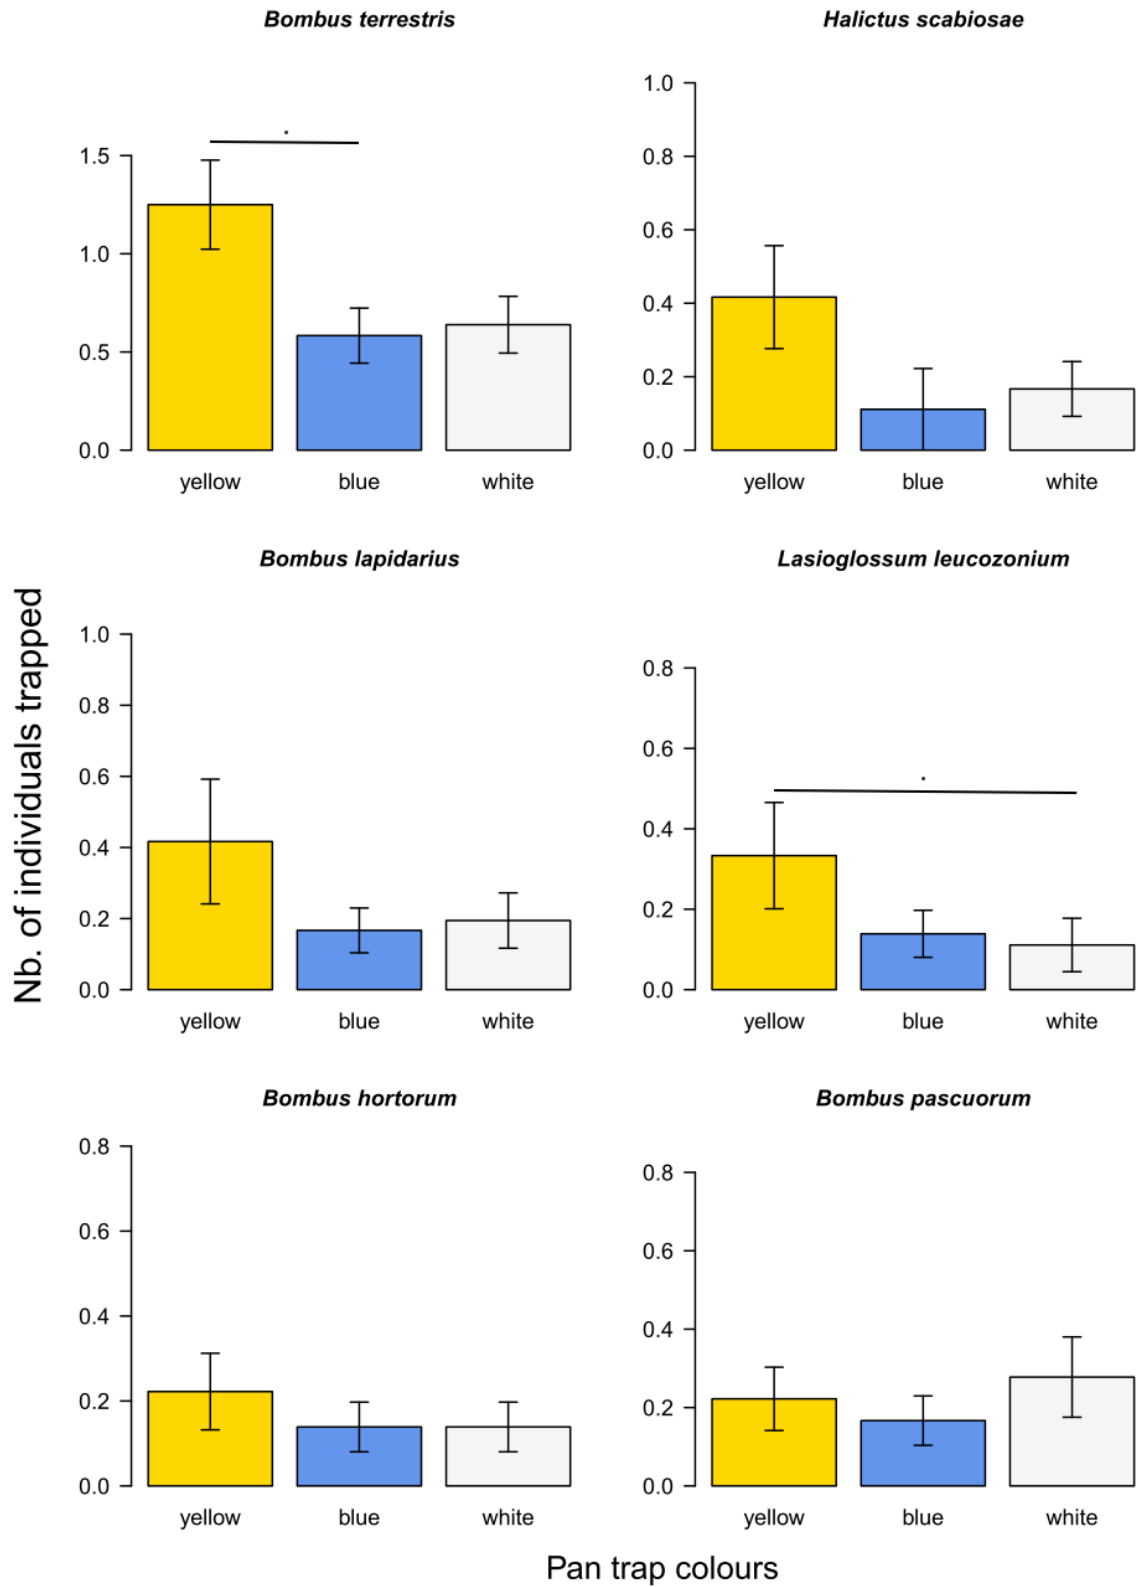 Bombus terrestris
.
1.5
1.0
0.5
0.0
yellow blue white
Halictus scabiosae
1.0
0.8
0.6
0.4
0.2
0.0
yellow blue white
Bombus lapidarius
1.0
0.8
0.6
0.4
0.2
0.0
yellow blue white
Lasioglossum leucozonium
.
0.8
0.6
0.4
0.2
0.0
yellow blue white
Bombus hortorum
0.8
0.6
0.4
0.2
0.0
yellow blue white
Bombus pascuorum
0.8
0.6
0.4
0.2
0.0
yellow blue white
Nb. of individuals trapped
Pan trap colours